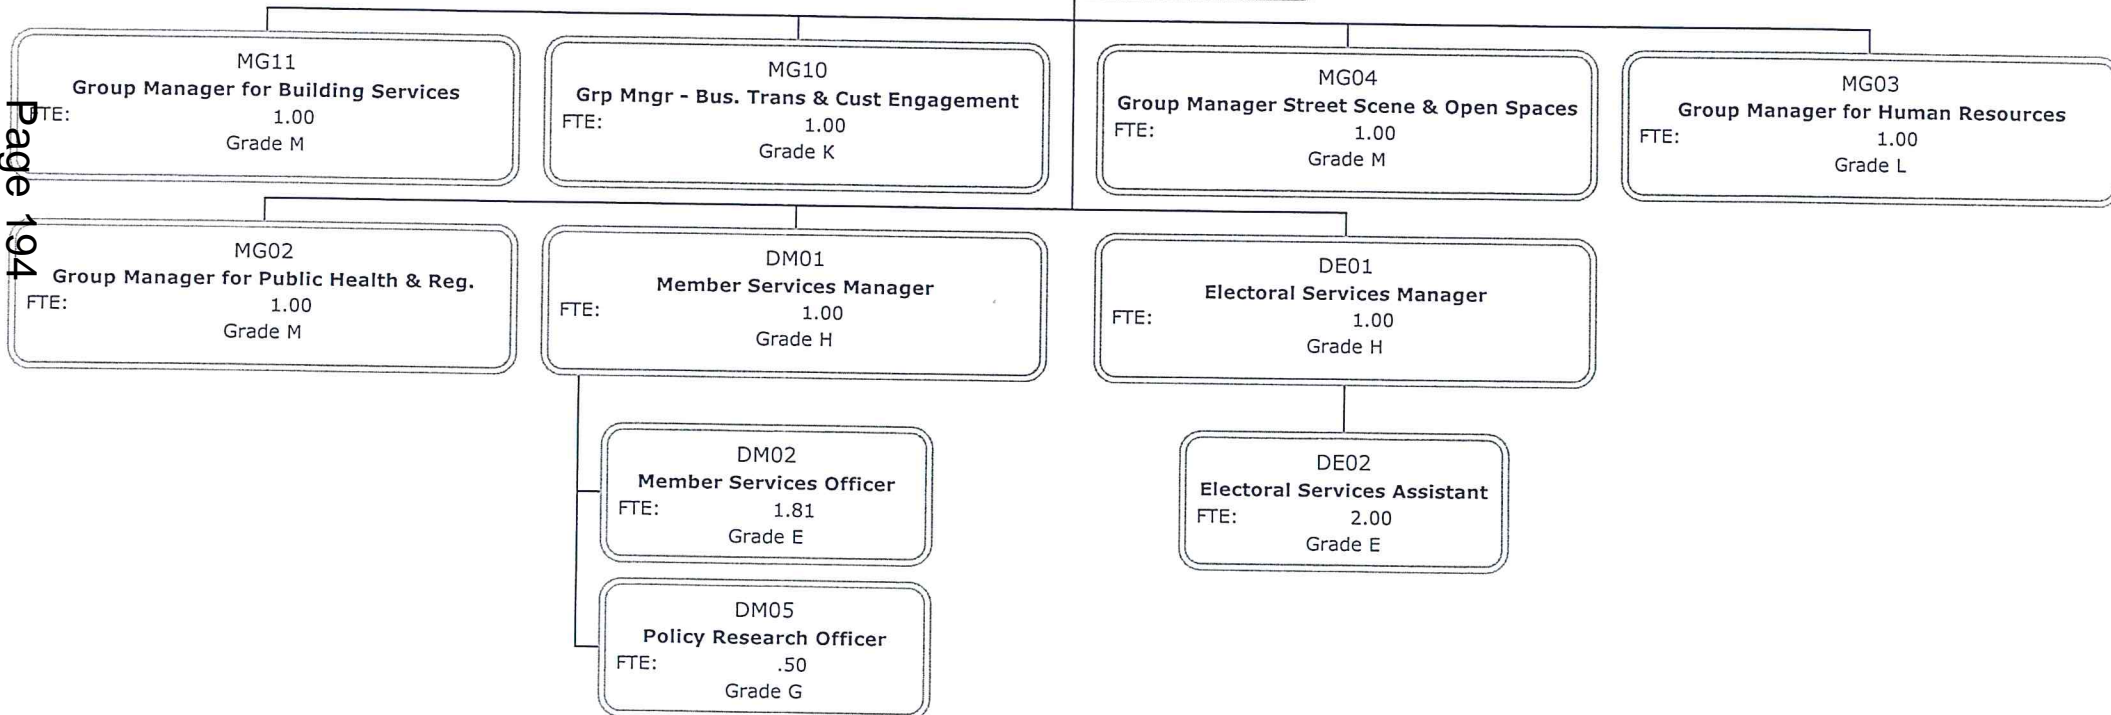 MG11
Group Manager for Building Services
FTE: 1.00
Grade M
MG10
Grp Mngr - Bus. Trans & Cust Engagement
FTE: 1.00
Grade K
MG04
Group Manager Street Scene & Open Spaces
FTE: 1.00
Grade M
MG03
Group Manager for Human Resources
FTE: 1.00
Grade L
Page 194
MG02
Group Manager for Public Health & Reg.
FTE: 1.00
Grade M
DM01
Member Services Manager
FTE: 1.00
Grade H
DE01
Electoral Services Manager
FTE: 1.00
Grade H
DM02
Member Services Officer
FTE: 1.81
Grade E
DE02
Electoral Services Assistant
FTE: 2.00
Grade E
DM05
Policy Research Officer
FTE: .50
Grade G